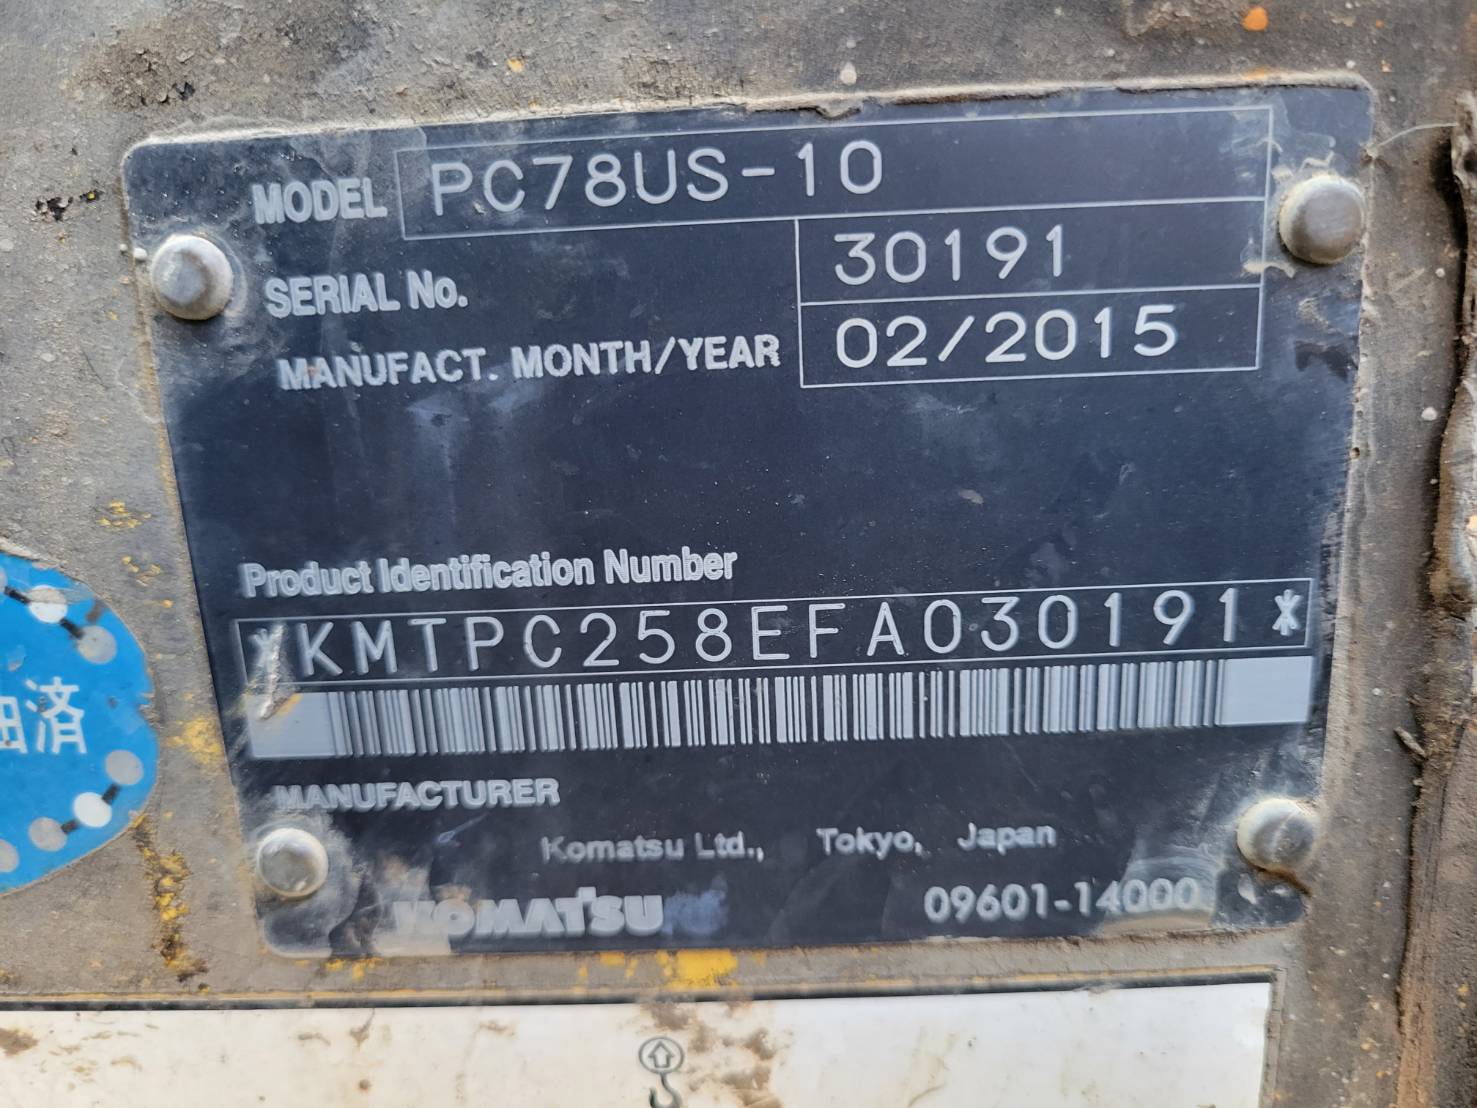 MODEL PC78US-10
SERIAL No. 30191
MANUFACT. MONTH/YEAR 02/2015
Product Identification Number
*KMTPC258EFA030191*
MANUFACTURER
Komatsu Ltd., Tokyo, Japan
KOMATSU 09601-14000
済